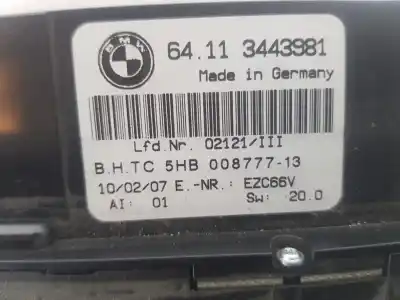 BMW
64.11 3443981
Made in Germany
Lfd.Nr. 02121/III
B.H.TC 5HB 008777-13
10/02/07 E.-NR.: EZC66V
AI: 01 SW: 20.0